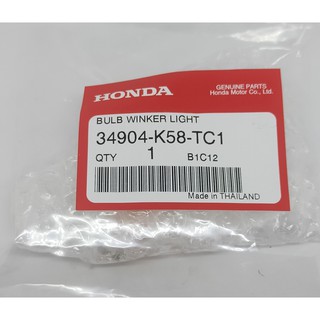 HONDA
GENUINE PARTS
Honda Motor Co., Ltd.
BULB WINKER LIGHT
34904-K58-TC1
QTY 1 B1C12
Made in THAILAND